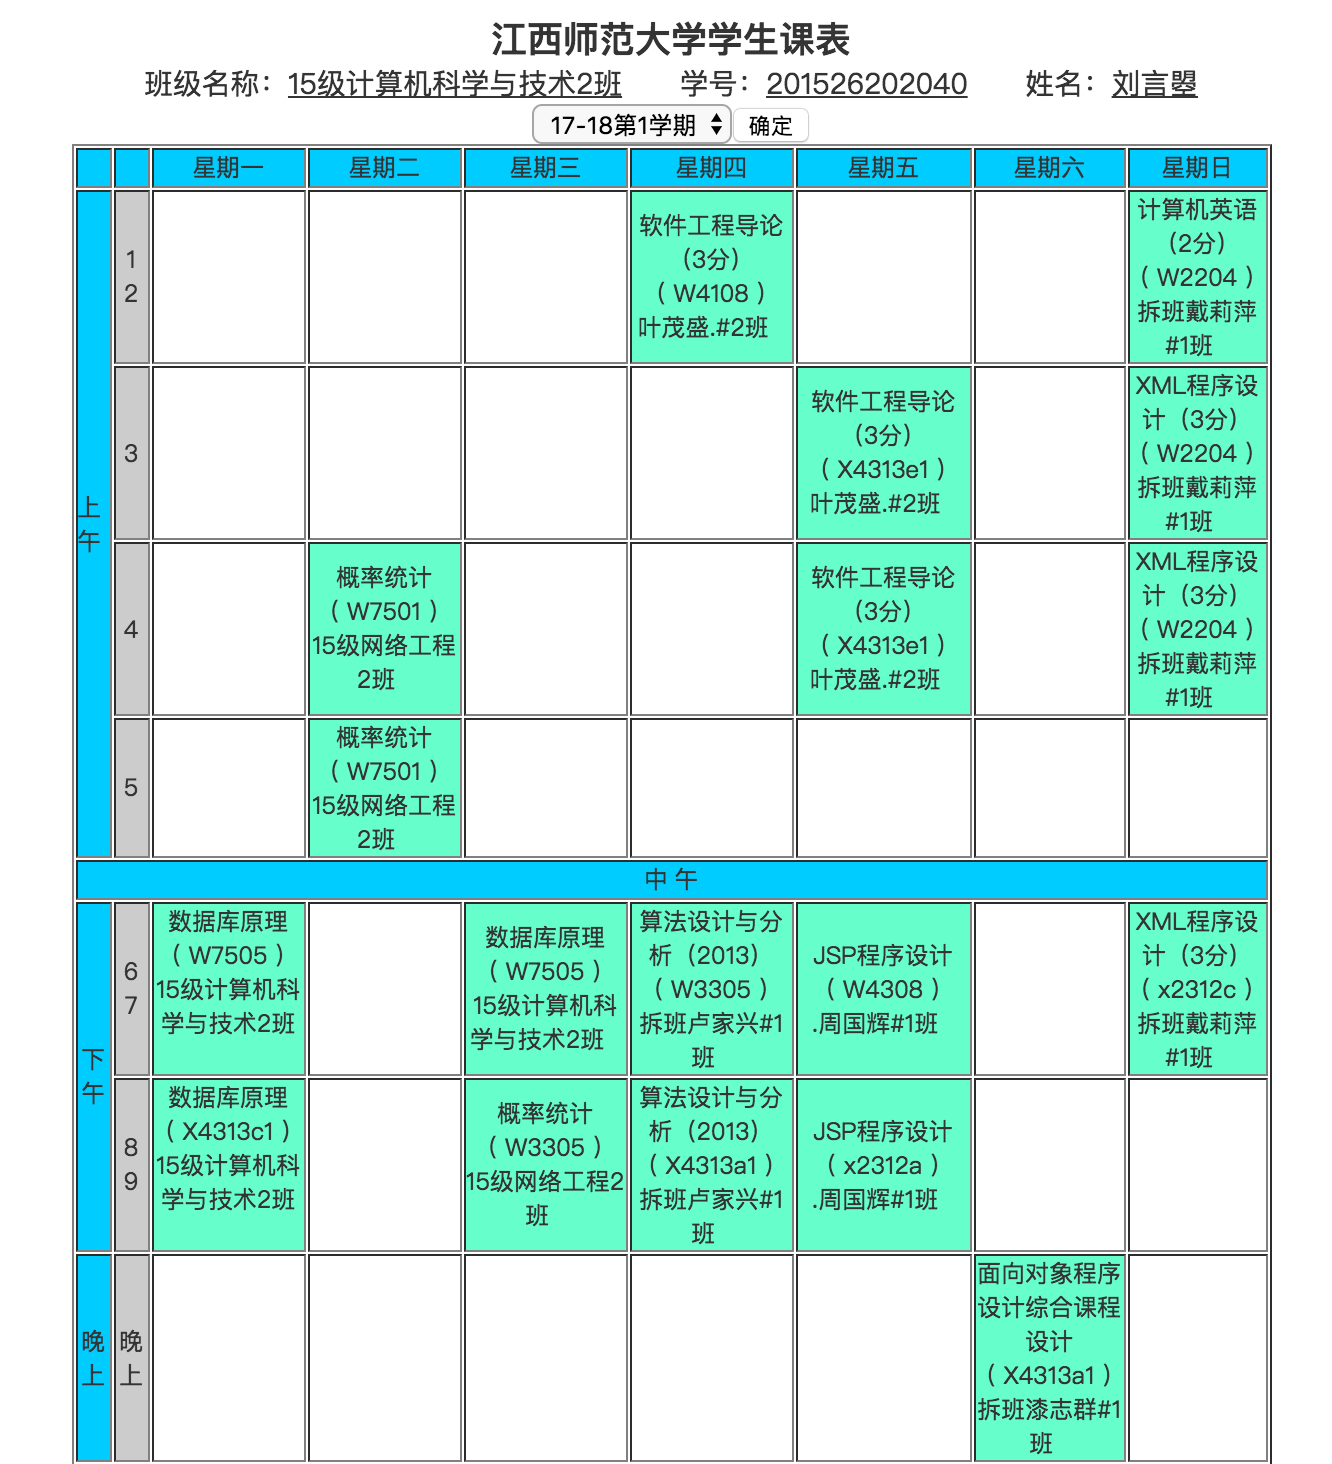 江西师范大学学生课表
班级名称：15级计算机科学与技术2班 学号：201526202040 姓名：刘言曌
17-18第1学期 确定
星期一 星期二 星期三 星期四 星期五 星期六 星期日
上
午
1
2
软件工程导论
（3分）
（ W4108 ）
叶茂盛.#2班
计算机英语
（2分）
（ W2204 ）
拆班戴莉萍
#1班
3
软件工程导论
（3分）
（ X4313e1 ）
叶茂盛.#2班
XML程序设
计（3分）
（ W2204 ）
拆班戴莉萍
#1班
4
概率统计
（ W7501 ）
15级网络工程
2班
软件工程导论
（3分）
（ X4313e1 ）
叶茂盛.#2班
XML程序设
计（3分）
（ W2204 ）
拆班戴莉萍
#1班
5
概率统计
（ W7501 ）
15级网络工程
2班
中 午
下
午
6
7
数据库原理
（ W7505 ）
15级计算机科
学与技术2班
数据库原理
（ W7505 ）
15级计算机科
学与技术2班
算法设计与分
析（2013）
（ W3305 ）
拆班卢家兴#1
班
JSP程序设计
（ W4308 ）
.周国辉#1班
XML程序设
计（3分）
（ x2312c ）
拆班戴莉萍
#1班
8
9
数据库原理
（ X4313c1 ）
15级计算机科
学与技术2班
概率统计
（ W3305 ）
15级网络工程2
班
算法设计与分
析（2013）
（ X4313a1 ）
拆班卢家兴#1
班
JSP程序设计
（ x2312a ）
.周国辉#1班
晚
上
晚
上
面向对象程序
设计综合课程
设计
（ X4313a1 ）
拆班漆志群#1
班